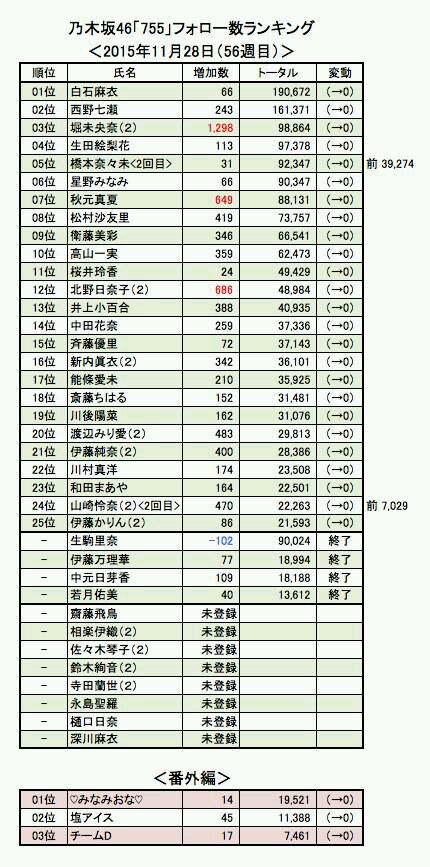 乃木坂46「755」フォロー数ランキング
＜2015年11月28日（56週目）＞
順位 氏名 増加数 トータル 変動
01位 白石麻衣 66 190,672 （→0）
02位 西野七瀬 243 161,371 （→0）
03位 堀未央奈（2） 1,298 98,864 （→0）
04位 生田絵梨花 113 97,378 （→0）
05位 橋本奈々未<2回目> 31 92,347 （→0） 前 39,274
06位 星野みなみ 66 90,347 （→0）
07位 秋元真夏 649 88,131 （→0）
08位 松村沙友里 419 73,757 （→0）
09位 衛藤美彩 346 66,541 （→0）
10位 高山一実 359 62,473 （→0）
11位 桜井玲香 24 49,429 （→0）
12位 北野日奈子（2） 686 48,984 （→0）
13位 井上小百合 388 40,935 （→0）
14位 中田花奈 259 37,336 （→0）
15位 斉藤優里 72 37,143 （→0）
16位 新内眞衣（2） 342 36,101 （→0）
17位 能條愛未 210 35,925 （→0）
18位 斎藤ちはる 152 31,481 （→0）
19位 川後陽菜 162 31,076 （→0）
20位 渡辺みり愛（2） 483 29,813 （→0）
21位 伊藤純奈（2） 400 28,386 （→0）
22位 川村真洋 174 23,508 （→0）
23位 和田まあや 164 22,501 （→0）
24位 山崎怜奈（2）<2回目> 470 22,263 （→0） 前 7,029
25位 伊藤かりん（2） 86 21,593 （→0）
- 生駒里奈 -102 90,024 終了
- 伊藤万理華 77 18,994 終了
- 中元日芽香 109 18,188 終了
- 若月佑美 40 13,612 終了
- 齋藤飛鳥 未登録
- 相楽伊織（2） 未登録
- 佐々木琴子（2） 未登録
- 鈴木絢音（2） 未登録
- 寺田蘭世（2） 未登録
- 永島聖羅 未登録
- 樋口日奈 未登録
- 深川麻衣 未登録
＜番外編＞
01位 ♡みなみおな♡ 14 19,521 （→0）
02位 塩アイス 45 11,388 （→0）
03位 チームD 17 7,461 （→0）